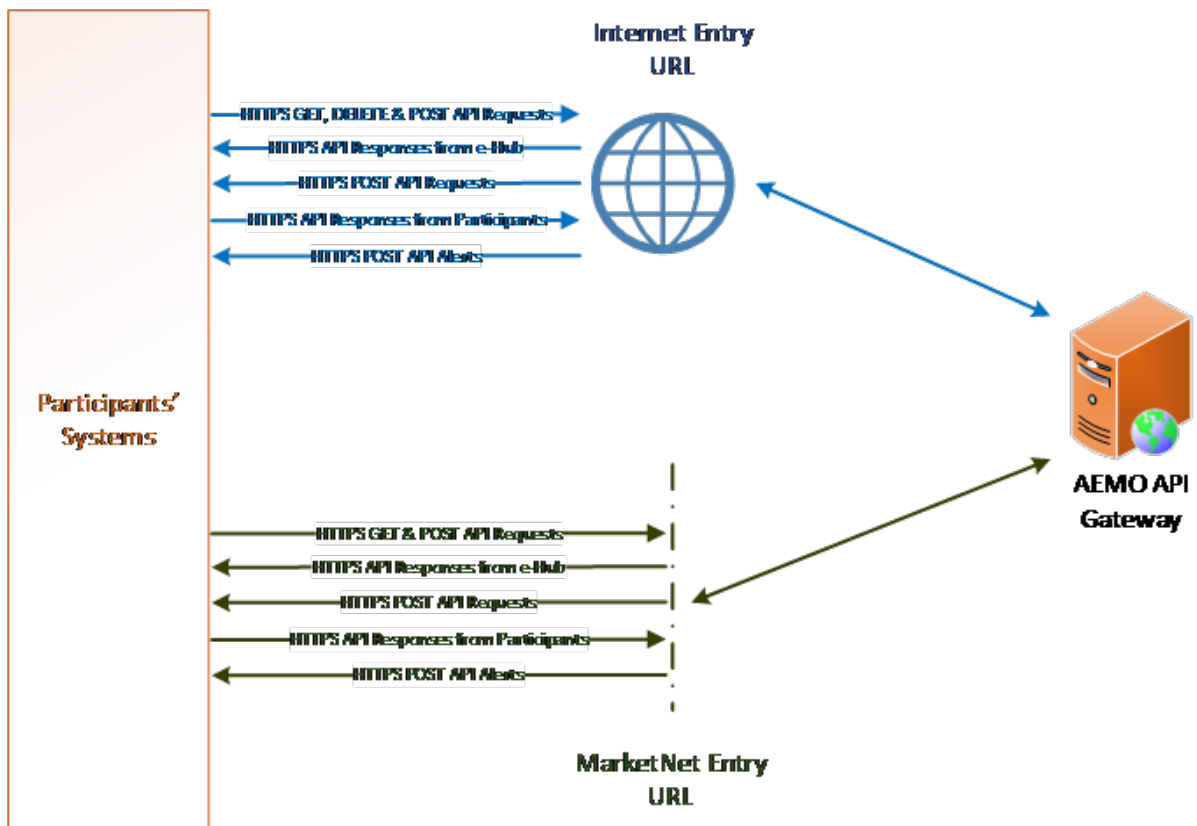 Internet Entry
URL
HTTPS GET, DELETE & POST API Requests
HTTPS API Responses from e-Hub
HTTPS POST API Requests
HTTPS API Responses from Participants
HTTPS POST API Alerts
Participants'
Systems
AEMO API
Gateway
HTTPS GET & POST API Requests
HTTPS API Responses from e-Hub
HTTPS POST API Requests
HTTPS API Responses from Participants
HTTPS POST API Alerts
MarketNet Entry
URL